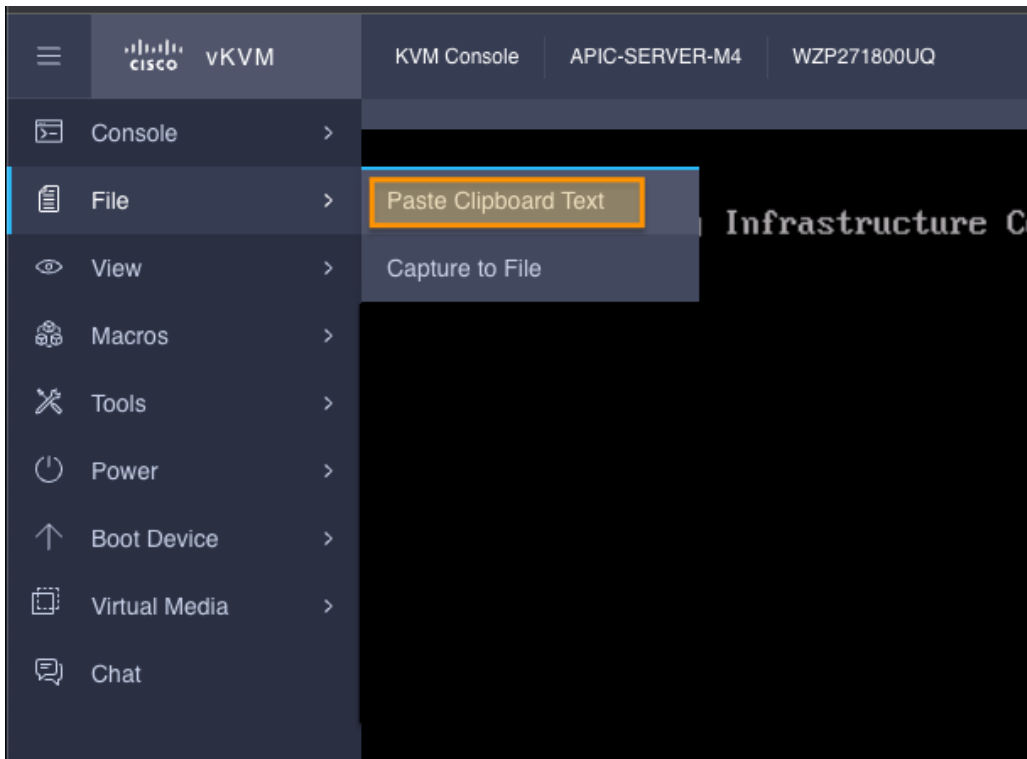 cisco vKVM KVM Console APIC-SERVER-M4 WZP271800UQ
Console
File
Paste Clipboard Text
Infrastructure
View
Capture to File
Macros
Tools
Power
Boot Device
Virtual Media
Chat